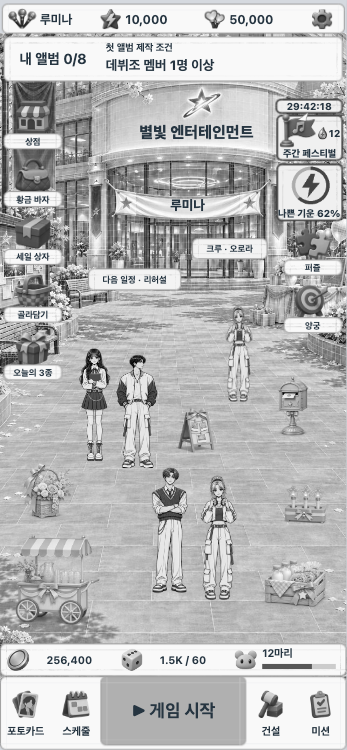 루미나
10,000
50,000
내 앨범 0/8
첫 앨범 제작 조건
데뷔조 멤버 1명 이상
29:42:18
12
주간 페스티벌
상점
별빛 엔터테인먼트
나쁜 기운 62%
황금 바자
루미나
크루 · 오로라
세일 상자
퍼즐
다음 일정 · 리허설
골라담기
양궁
오늘의 3종
256,400
1.5K / 60
12마리
포토카드
스케줄
▶ 게임 시작
건설
미션